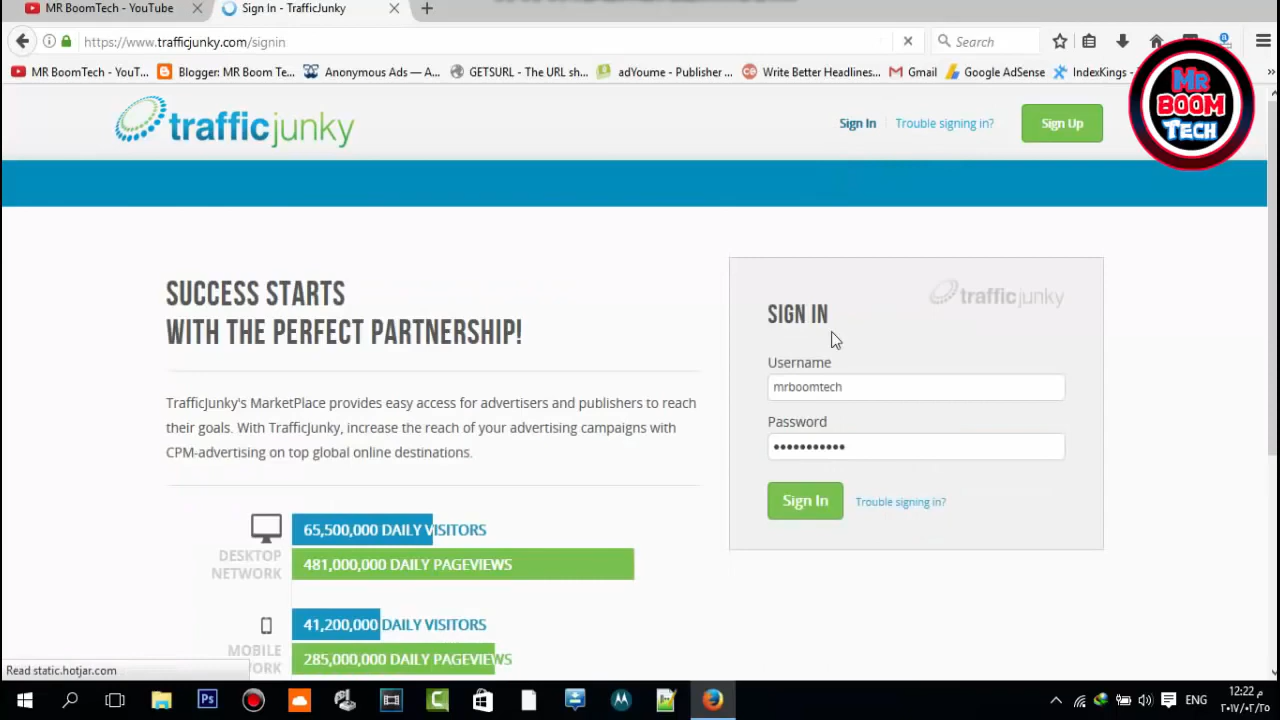 MR BoomTech - YouTube
Sign In - TrafficJunky
https://www.trafficjunky.com/signin
Search
MR BoomTech - YouT...
Blogger: MR Boom Te...
Anonymous Ads — A...
GETSURL - The URL sh...
adYoume - Publisher ...
Write Better Headlines...
Gmail
Google AdSense
IndexKings -
MR BOOM TECH
trafficjunky
Sign In
Trouble signing in?
Sign Up
SUCCESS STARTS
WITH THE PERFECT PARTNERSHIP!
TrafficJunky's MarketPlace provides easy access for advertisers and publishers to reach
their goals. With TrafficJunky, increase the reach of your advertising campaigns with
CPM-advertising on top global online destinations.
DESKTOP
NETWORK
65,500,000 DAILY VISITORS
481,000,000 DAILY PAGEVIEWS
MOBILE
WORK
41,200,000 DAILY VISITORS
285,000,000 DAILY PAGEVIEWS
trafficjunky
SIGN IN
Username
mrboomtech
Password
Sign In
Trouble signing in?
Read static.hotjar.com
Ps
ENG
12:22 م
٢٠١٧/٠٢/٢٥